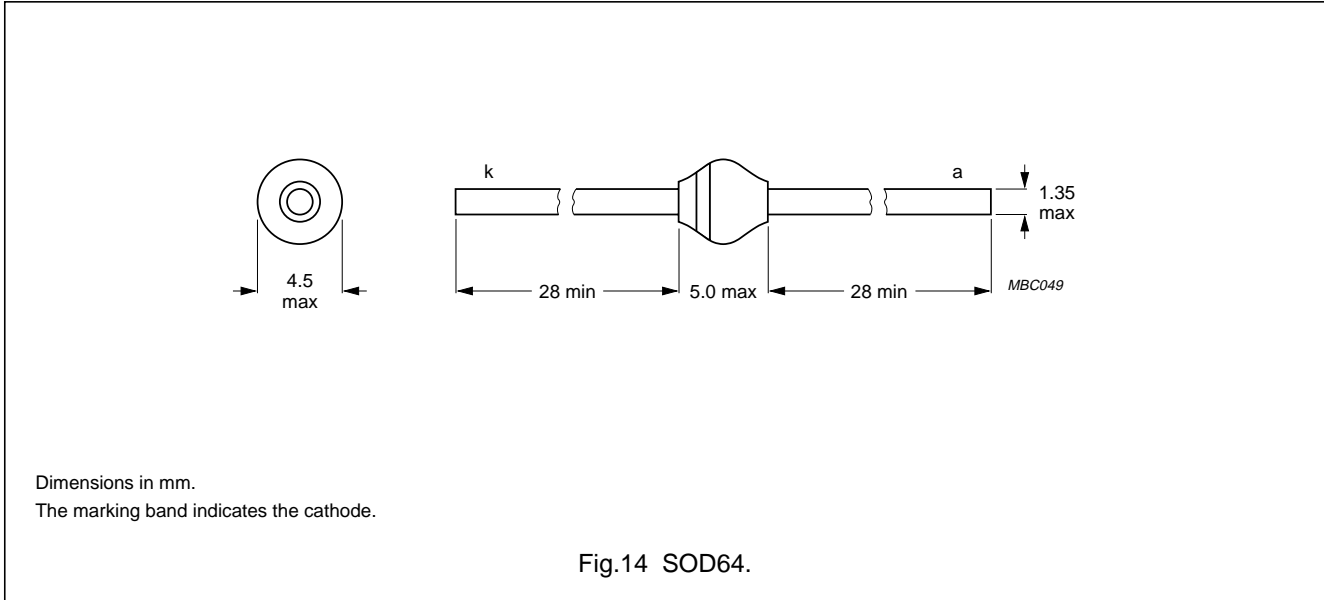 k
a
1.35
max
4.5
max
28 min
5.0 max
28 min
MBC049
Dimensions in mm.
The marking band indicates the cathode.
Fig.14 SOD64.